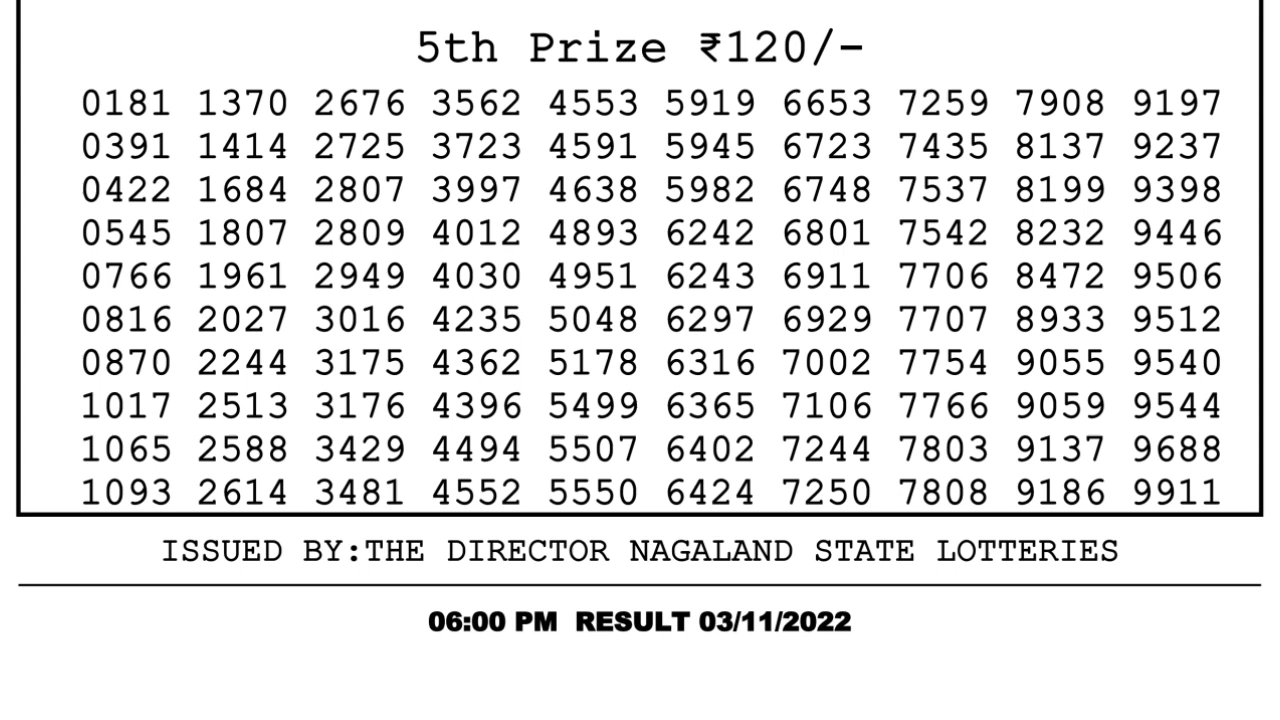 5th Prize ₹120/-
0181 1370 2676 3562 4553 5919 6653 7259 7908 9197
0391 1414 2725 3723 4591 5945 6723 7435 8137 9237
0422 1684 2807 3997 4638 5982 6748 7537 8199 9398
0545 1807 2809 4012 4893 6242 6801 7542 8232 9446
0766 1961 2949 4030 4951 6243 6911 7706 8472 9506
0816 2027 3016 4235 5048 6297 6929 7707 8933 9512
0870 2244 3175 4362 5178 6316 7002 7754 9055 9540
1017 2513 3176 4396 5499 6365 7106 7766 9059 9544
1065 2588 3429 4494 5507 6402 7244 7803 9137 9688
1093 2614 3481 4552 5550 6424 7250 7808 9186 9911
ISSUED BY:THE DIRECTOR NAGALAND STATE LOTTERIES
06:00 PM RESULT 03/11/2022